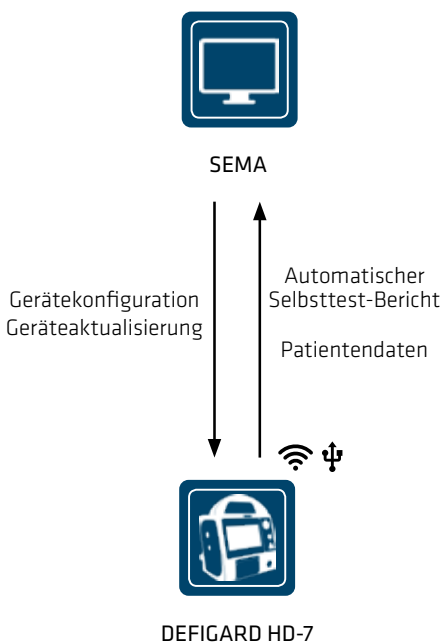 SEMA
Gerätekonfiguration
Geräteaktualisierung
Automatischer
Selbsttest-Bericht
Patientendaten
DEFIGARD HD-7